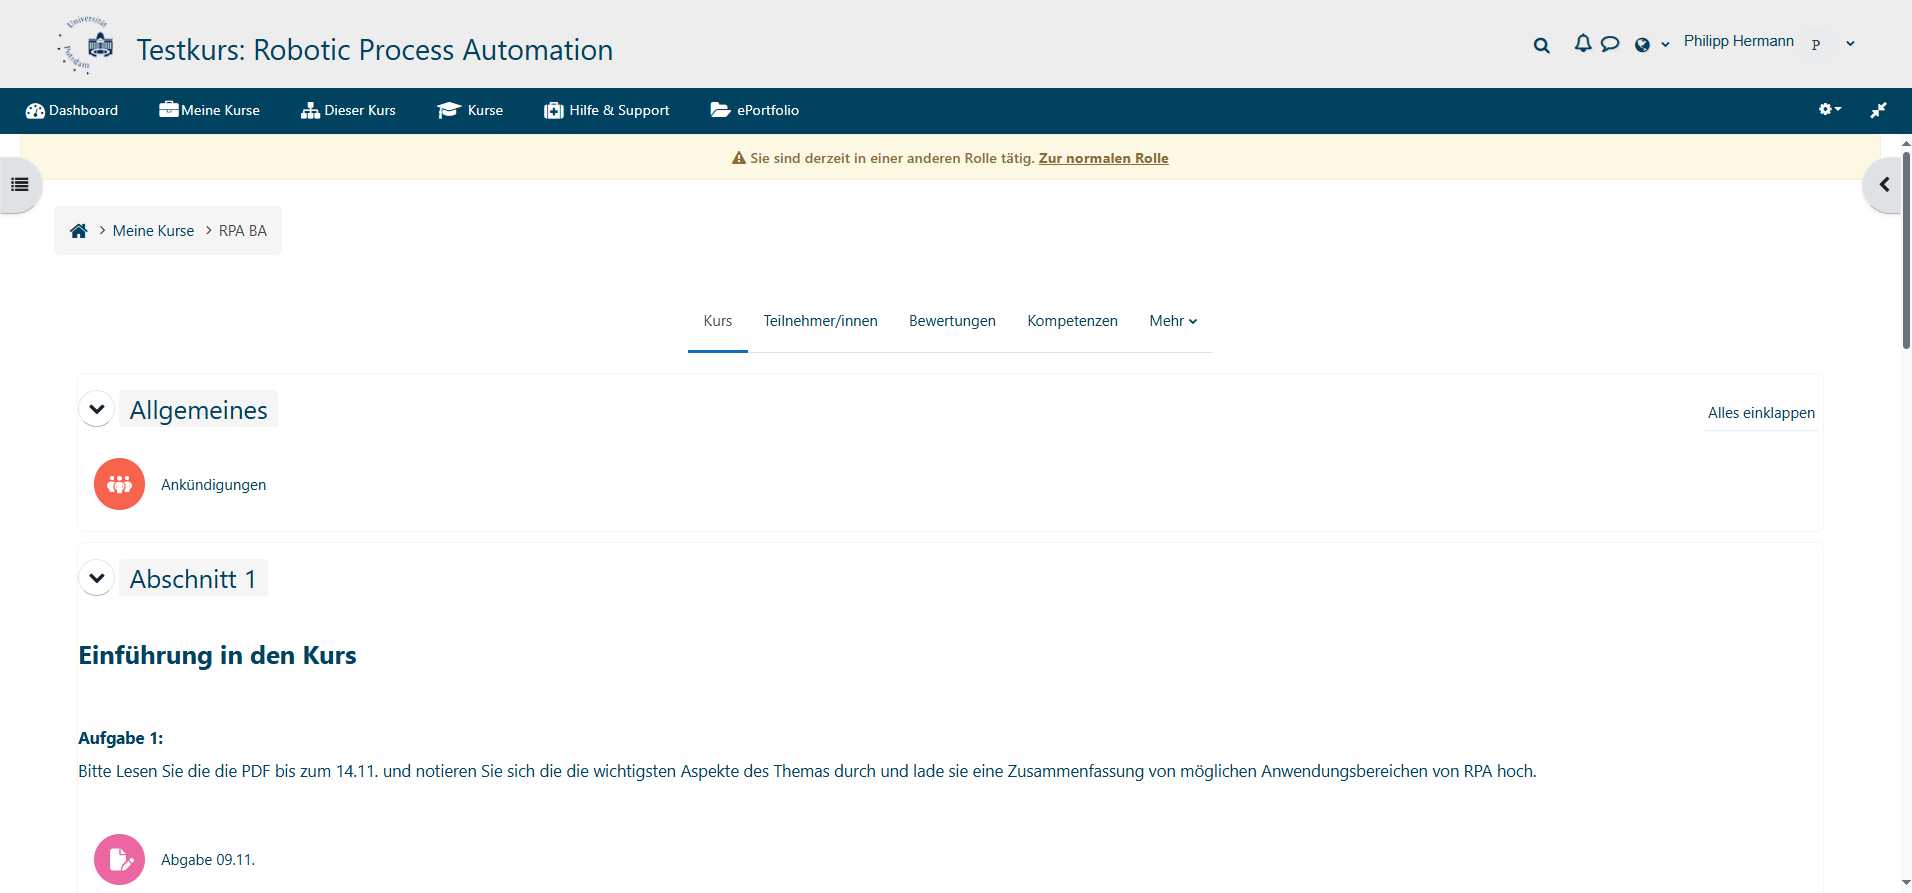 Universität
Potsdam
Testkurs: Robotic Process Automation
Philipp Hermann
P
Dashboard
Meine Kurse
Dieser Kurs
Kurse
Hilfe & Support
ePortfolio
Sie sind derzeit in einer anderen Rolle tätig. Zur normalen Rolle
Meine Kurse
RPA BA
Kurs
Teilnehmer/innen
Bewertungen
Kompetenzen
Mehr
Allgemeines
Alles einklappen
Ankündigungen
Abschnitt 1
Einführung in den Kurs
Aufgabe 1:
Bitte Lesen Sie die die PDF bis zum 14.11. und notieren Sie sich die die wichtigsten Aspekte des Themas durch und lade sie eine Zusammenfassung von möglichen Anwendungsbereichen von RPA hoch.
Abgabe 09.11.